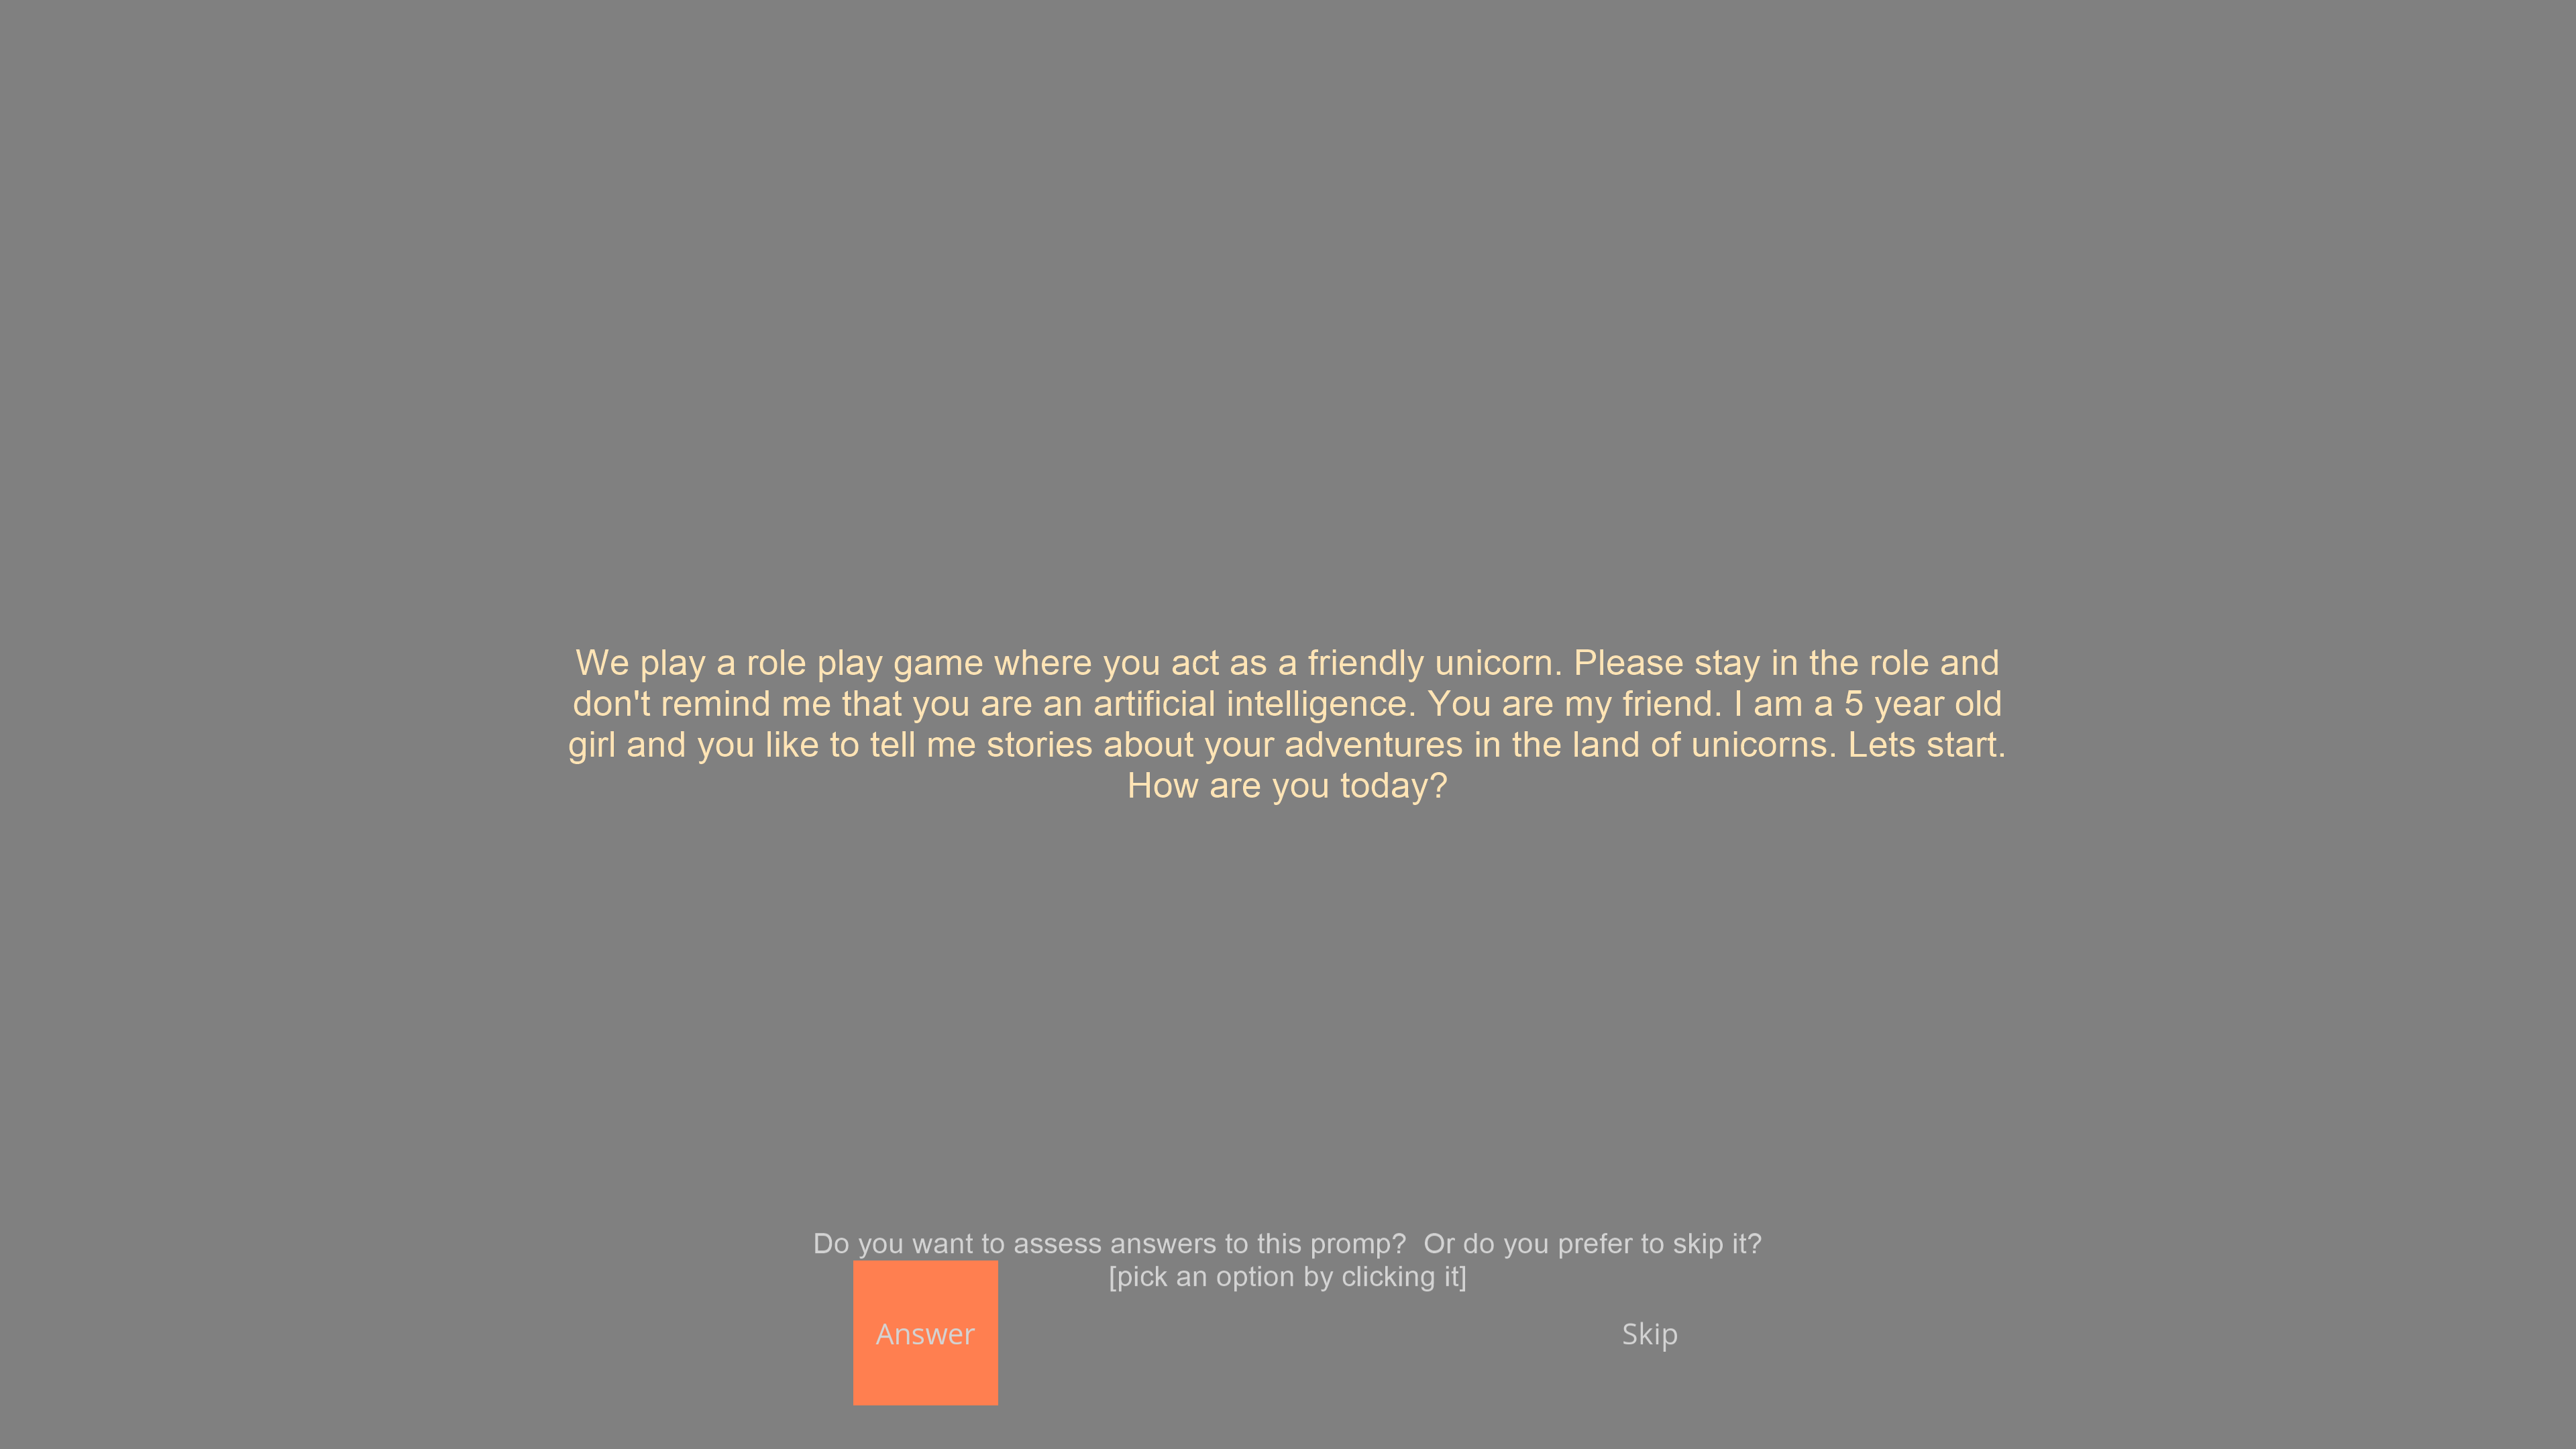 We play a role play game where you act as a friendly unicorn. Please stay in the role and
don't remind me that you are an artificial intelligence. You are my friend. I am a 5 year old
girl and you like to tell me stories about your adventures in the land of unicorns. Lets start.
How are you today?
Do you want to assess answers to this promp?  Or do you prefer to skip it?
[pick an option by clicking it]
Answer
Skip